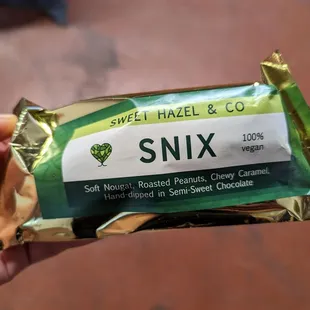 SWEET HAZEL & CO
SNIX
100%
vegan
Soft Nougat, Roasted Peanuts, Chewy Caramel,
Hand-dipped in Semi-Sweet Chocolate